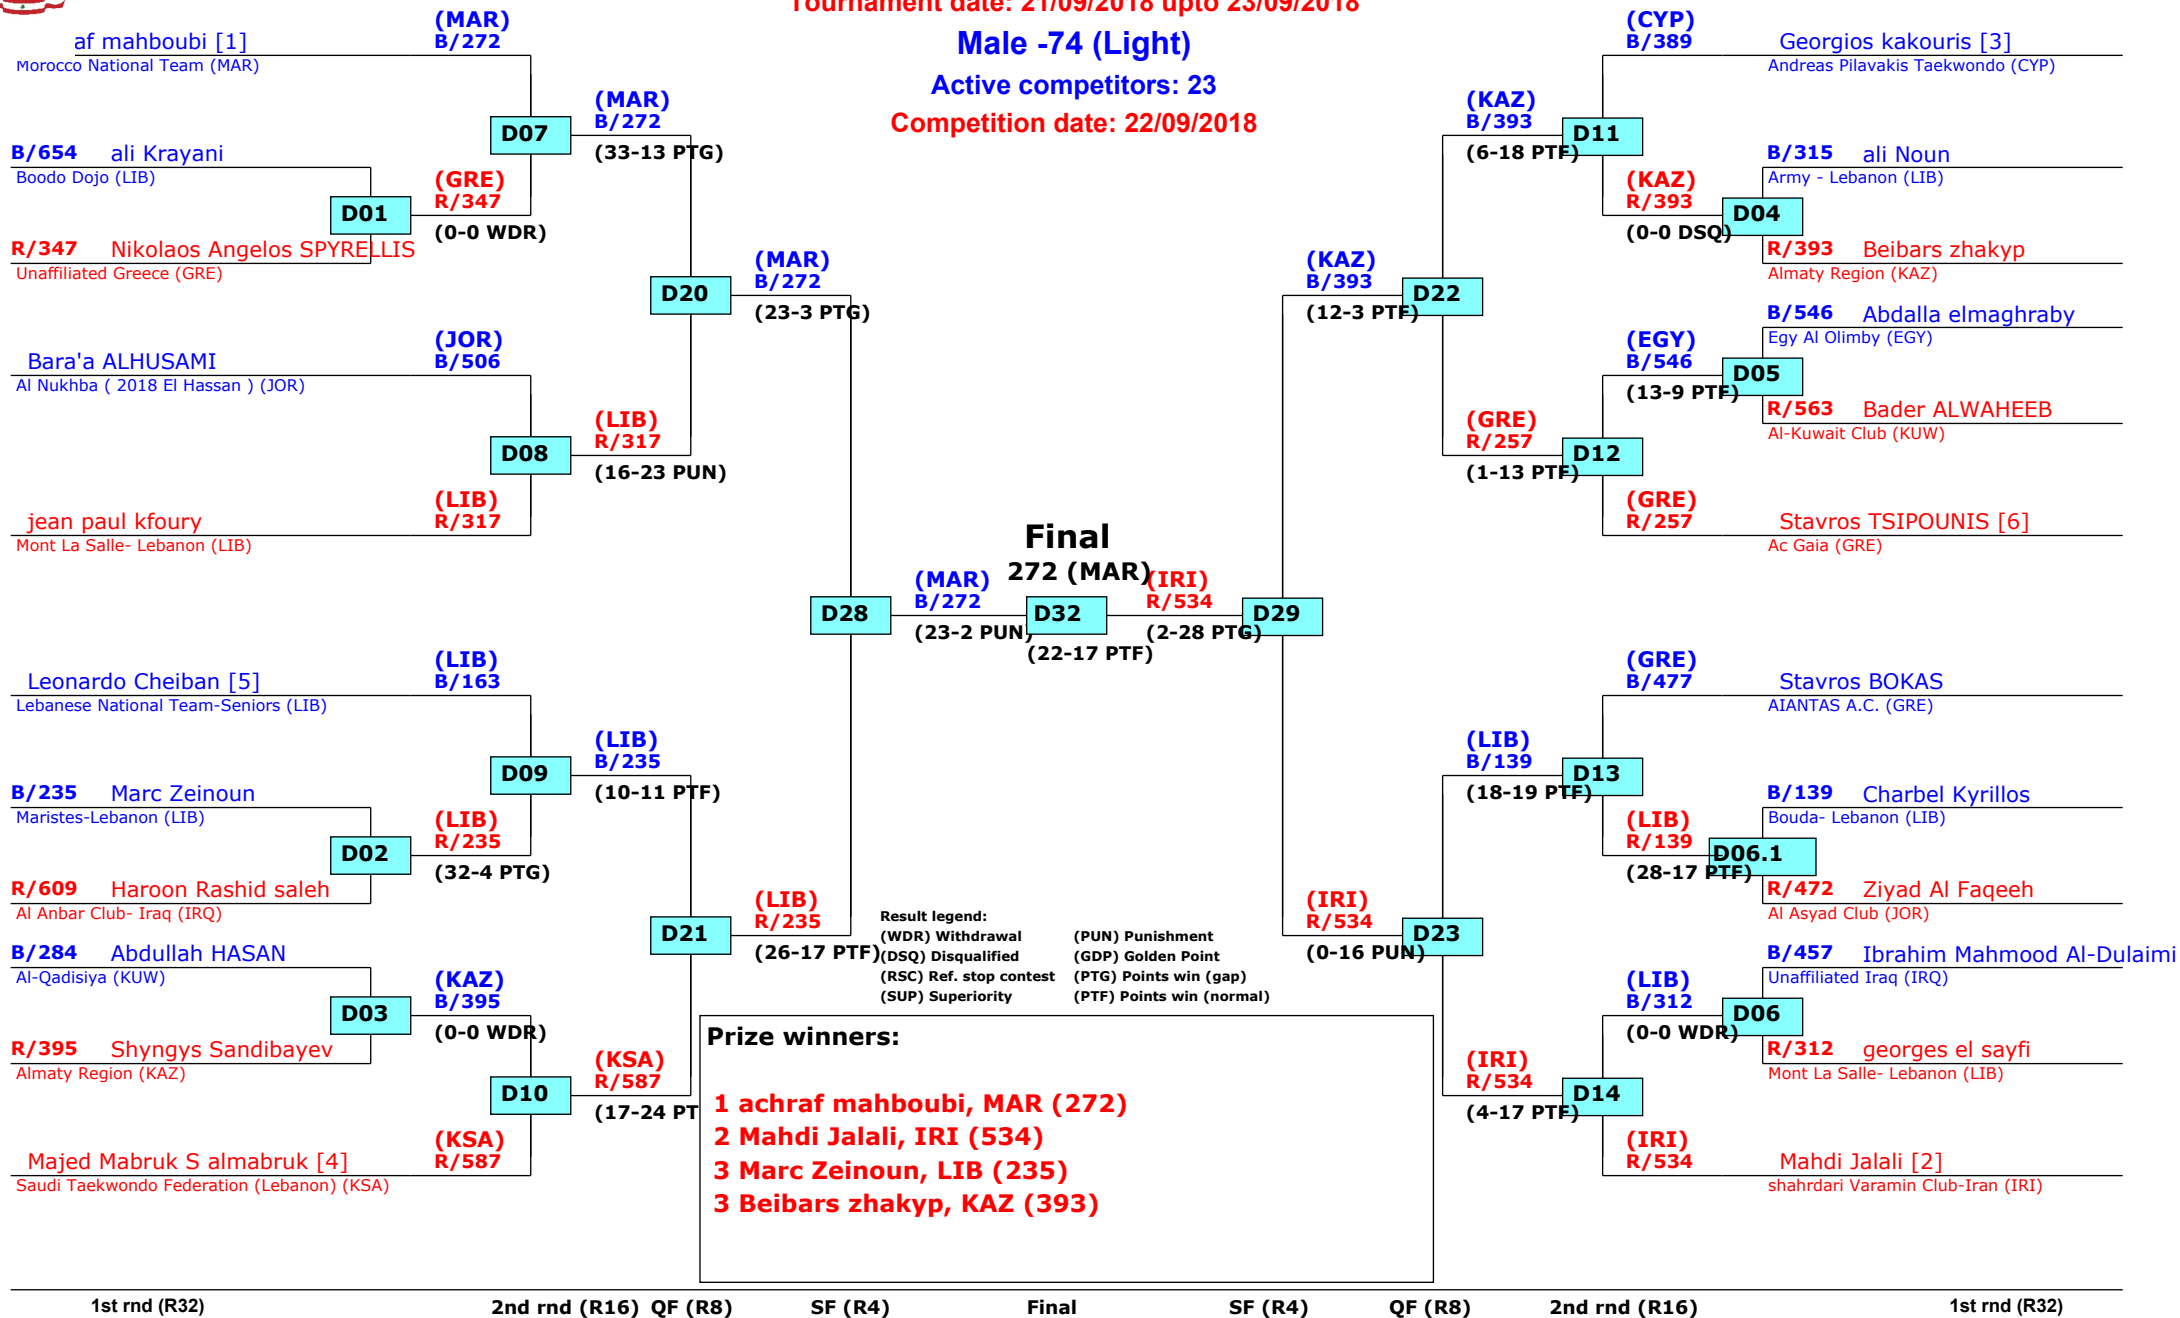 Tournament date: 21/09/2018 upto 23/09/2018
Male -74 (Light)
Active competitors: 23
Competition date: 22/09/2018
af mahboubi [1]
Morocco National Team (MAR)
(MAR)
B/272
B/654 ali Krayani
Boodo Dojo (LIB)
D01
R/347 Nikolaos Angelos SPYRELLIS
Unaffiliated Greece (GRE)
(GRE)
R/347
(0-0 WDR)
D07
(MAR)
B/272
(33-13 PTG)
Bara'a ALHUSAMI
Al Nukhba ( 2018 El Hassan ) (JOR)
(JOR)
B/506
D08
jean paul kfoury
Mont La Salle- Lebanon (LIB)
(LIB)
R/317
(LIB)
R/317
(16-23 PUN)
D20
(MAR)
B/272
(23-3 PTG)
Leonardo Cheiban [5]
Lebanese National Team-Seniors (LIB)
(LIB)
B/163
B/235 Marc Zeinoun
Maristes-Lebanon (LIB)
D02
R/609 Haroon Rashid saleh
Al Anbar Club- Iraq (IRQ)
(LIB)
R/235
(32-4 PTG)
D09
(LIB)
B/235
(10-11 PTF)
B/284 Abdullah HASAN
Al-Qadisiya (KUW)
D03
R/395 Shyngys Sandibayev
Almaty Region (KAZ)
(KAZ)
B/395
(0-0 WDR)
D10
Majed Mabruk S almabruk [4]
Saudi Taekwondo Federation (Lebanon) (KSA)
(KSA)
R/587
(KSA)
R/587
(17-24 PT
D21
(LIB)
R/235
(26-17 PTF)
D28
(MAR)
B/272
(23-2 PUN)
Final
272 (MAR)
D32
(22-17 PTF)
(IRI)
R/534
(2-28 PTG)
D29
(KAZ)
B/393
(12-3 PTF)
D22
(KAZ)
B/393
(6-18 PTF)
D11
(CYP)
B/389
Georgios kakouris [3]
Andreas Pilavakis Taekwondo (CYP)
(KAZ)
R/393
(0-0 DSQ)
D04
B/315 ali Noun
Army - Lebanon (LIB)
R/393 Beibars zhakyp
Almaty Region (KAZ)
(GRE)
R/257
(1-13 PTF)
D12
(EGY)
B/546
(13-9 PTF)
D05
B/546 Abdalla elmaghraby
Egy Al Olimby (EGY)
R/563 Bader ALWAHEEB
Al-Kuwait Club (KUW)
(GRE)
R/257
Stavros TSIPOUNIS [6]
Ac Gaia (GRE)
(IRI)
R/534
(0-16 PUN)
D23
(LIB)
B/139
(18-19 PTF)
D13
(GRE)
B/477
Stavros BOKAS
AIANTAS A.C. (GRE)
(LIB)
R/139
(28-17 PTF)
D06.1
B/139 Charbel Kyrillos
Bouda- Lebanon (LIB)
R/472 Ziyad Al Faqeeh
Al Asyad Club (JOR)
(IRI)
R/534
(4-17 PTF)
D14
(LIB)
B/312
(0-0 WDR)
D06
B/457 Ibrahim Mahmood Al-Dulaimi
Unaffiliated Iraq (IRQ)
R/312 georges el sayfi
Mont La Salle- Lebanon (LIB)
(IRI)
R/534
Mahdi Jalali [2]
shahrdari Varamin Club-Iran (IRI)
Result legend:
(WDR) Withdrawal (PUN) Punishment
(DSQ) Disqualified (GDP) Golden Point
(RSC) Ref. stop contest (PTG) Points win (gap)
(SUP) Superiority (PTF) Points win (normal)
Prize winners:
1 achraf mahboubi, MAR (272)
2 Mahdi Jalali, IRI (534)
3 Marc Zeinoun, LIB (235)
3 Beibars zhakyp, KAZ (393)
1st rnd (R32) 2nd rnd (R16) QF (R8) SF (R4) Final SF (R4) QF (R8) 2nd rnd (R16) 1st rnd (R32)